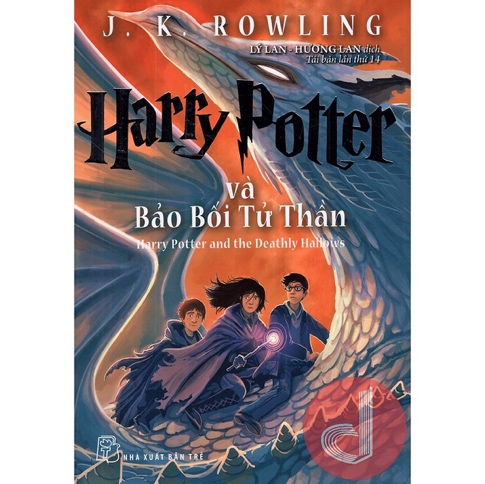 J. K. ROWLING
LÝ LAN - HƯƠNG LAN dịch
Tái bản lần thứ 14
Harry Potter
và
Bảo Bối Tử Thần
Harry Potter and the Deathly Hallows
NHÀ XUẤT BẢN TRẺ
d